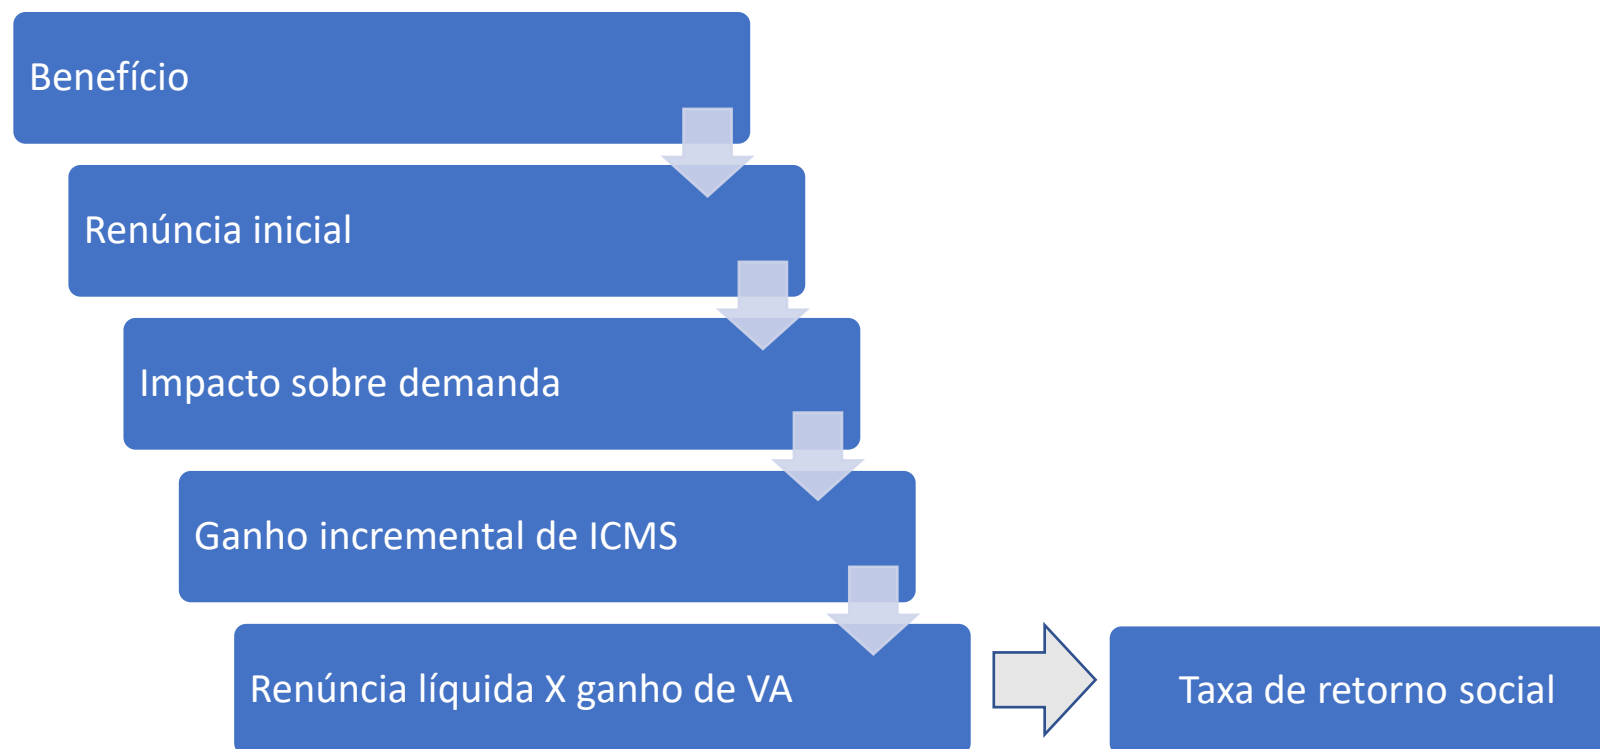 Benefício
Renúncia inicial
Impacto sobre demanda
Ganho incremental de ICMS
Renúncia líquida X ganho de VA
Taxa de retorno social